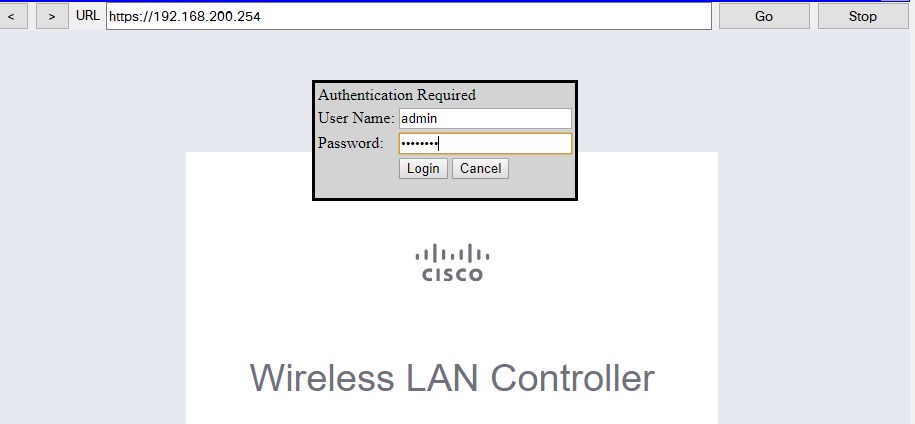 < > URL https://192.168.200.254 Go Stop
Authentication Required
User Name: admin
Password: ••••••••
Login Cancel
CISCO
Wireless LAN Controller